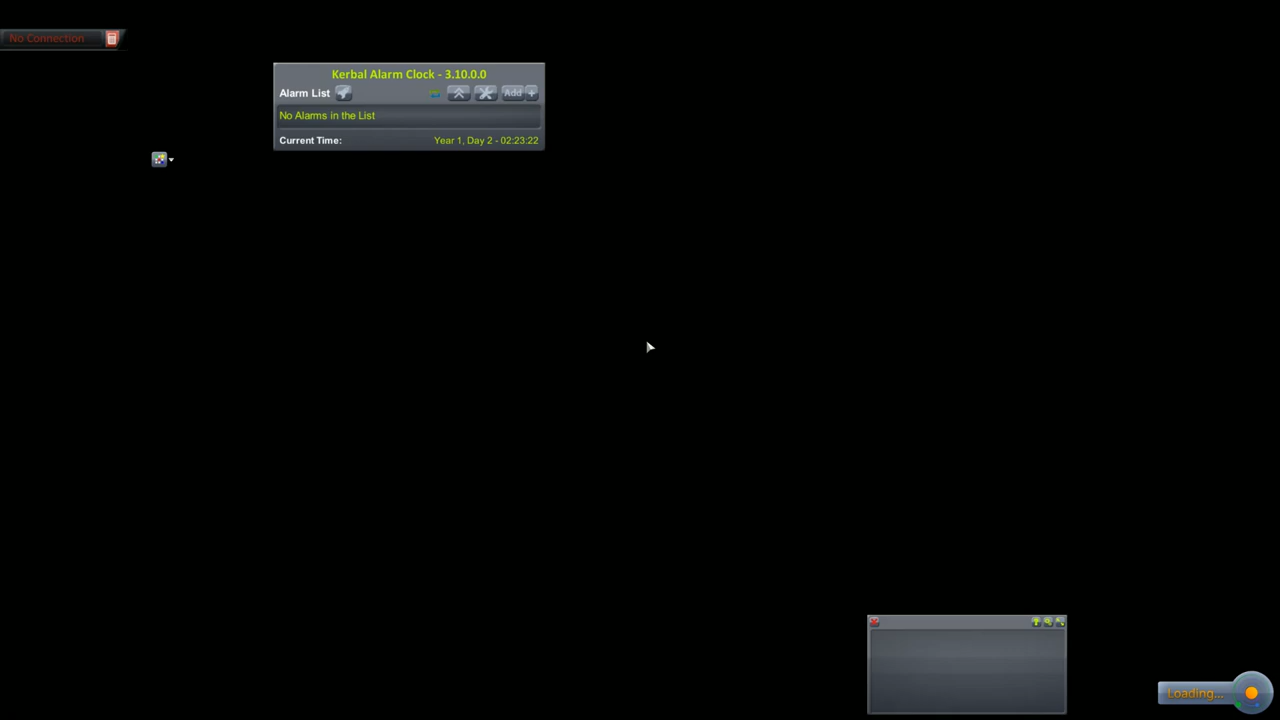 No Connection
Kerbal Alarm Clock - 3.10.0.0
Alarm List Add +
No Alarms in the List
Current Time: Year 1, Day 2 - 02:23:22
Loading...